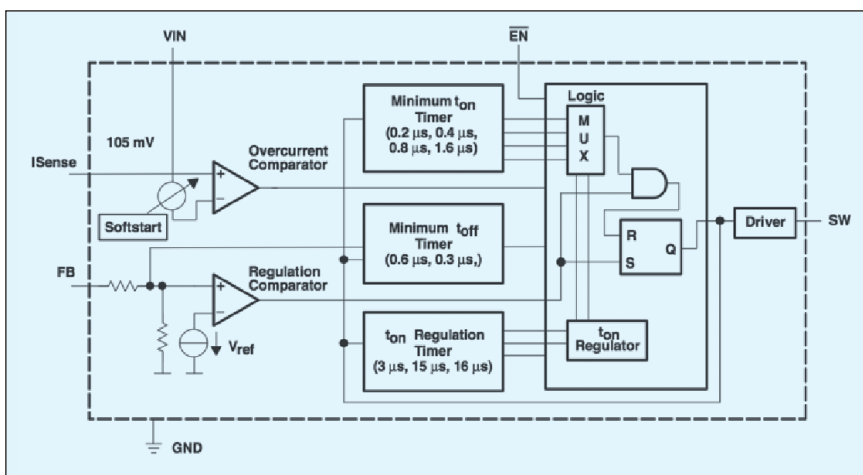 VIN
EN
105 mV
ISense
Softstart
Overcurrent
Comparator
+
−
Minimum ton
Timer
(0.2 µs, 0.4 µs,
0.8 µs, 1.6 µs)
Logic
M
U
X
Minimum toff
Timer
(0.6 µs, 0.3 µs,)
R
S
Q
Driver
SW
FB
Regulation
Comparator
+
−
Vref
ton Regulation
Timer
(3 µs, 15 µs, 16 µs)
ton
Regulator
GND